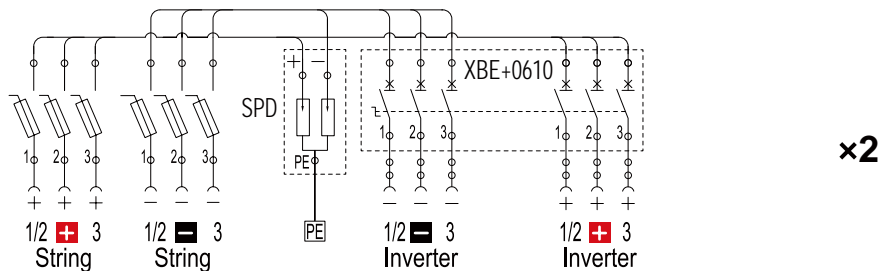 + −
XBE+0610
SPD
1 2 3 1 2 3 1 2 3 1 2 3
PE
×2
+ + + − − − − − − + + +
1/2 + 3 1/2 − 3 PE 1/2 − 3 1/2 + 3
String String Inverter Inverter